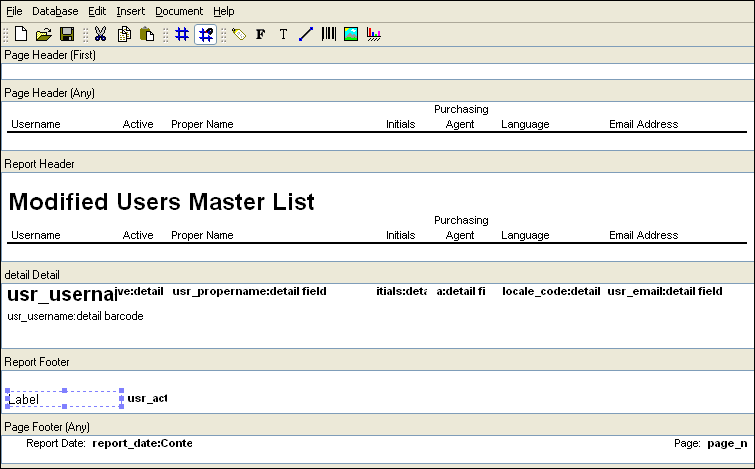 File DataBase Edit Insert Document Help
F T
Page Header (First)
Page Header (Any)
Purchasing
Username Active Proper Name Initials Agent Language Email Address
Report Header
Modified Users Master List
Purchasing
Username Active Proper Name Initials Agent Language Email Address
detail Detail
usr_usernai ve:detail usr_propername:detail field itials:deta a:detail fi locale_code:detail usr_email:detail field
usr_username:detail barcode
Report Footer
Label usr_act
Page Footer (Any)
Report Date: report_date:Conte Page: page_n